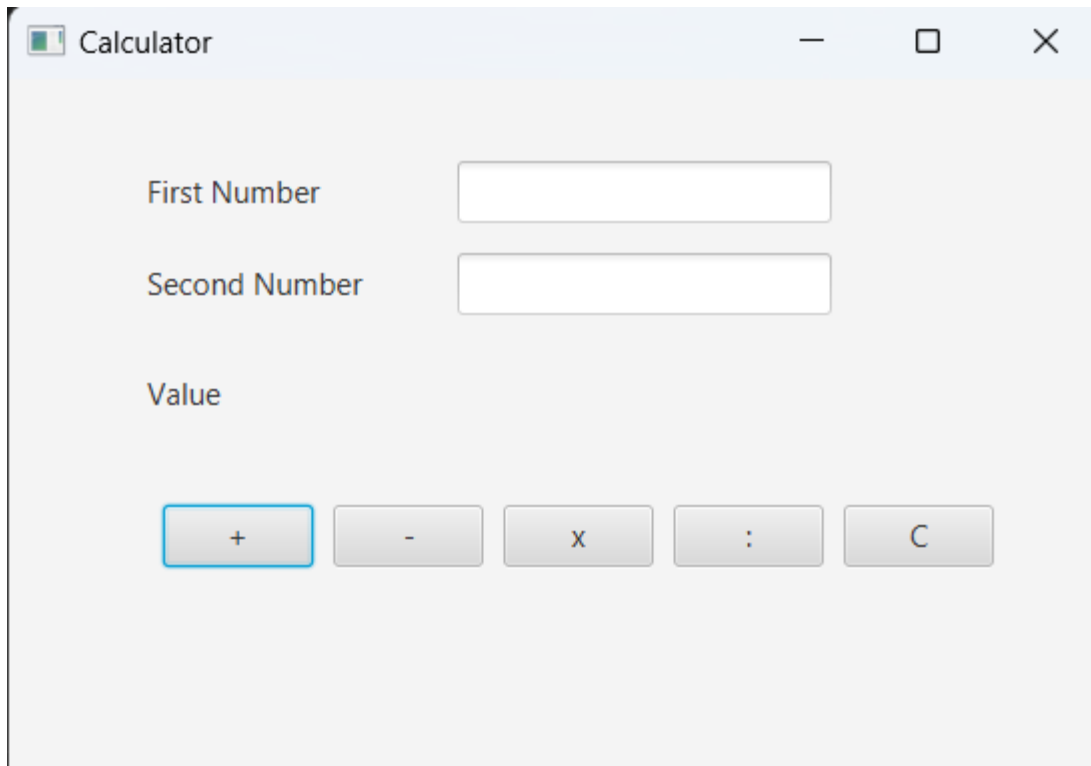 Calculator
First Number
Second Number
Value
+ - x : C